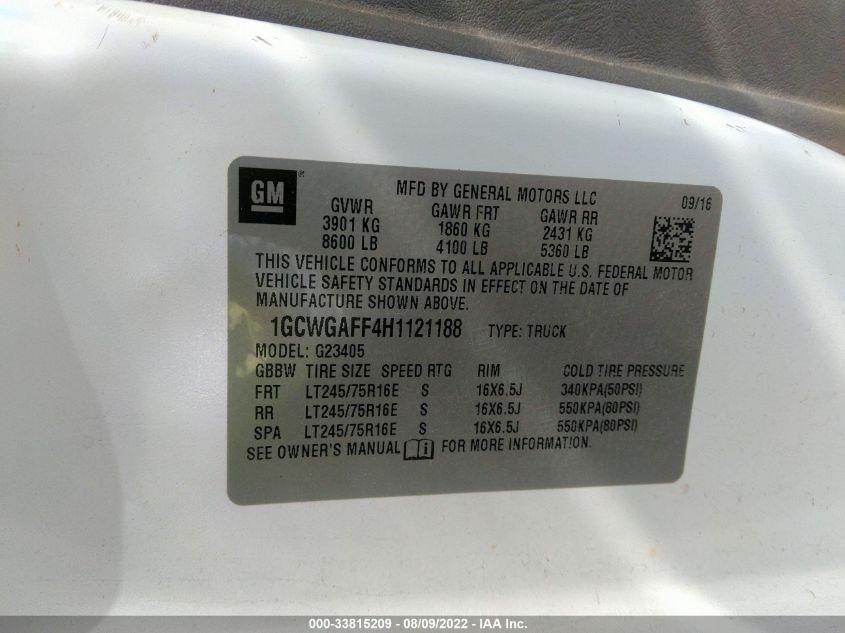 GM
®
MFD BY GENERAL MOTORS LLC
09/16
GVWR GAWR FRT GAWR RR
3901 KG 1860 KG 2431 KG
8600 LB 4100 LB 5360 LB
THIS VEHICLE CONFORMS TO ALL APPLICABLE U.S. FEDERAL MOTOR
VEHICLE SAFETY STANDARDS IN EFFECT ON THE DATE OF
MANUFACTURE SHOWN ABOVE.
1GCWGAFF4H1121188 TYPE: TRUCK
MODEL: G23405
GBBW TIRE SIZE SPEED RTG RIM COLD TIRE PRESSURE
FRT LT245/75R16E S 16X6.5J 340KPA(50PSI)
RR LT245/75R16E S 16X6.5J 550KPA(80PSI)
SPA LT245/75R16E S 16X6.5J 550KPA(80PSI)
SEE OWNER'S MANUAL i FOR MORE INFORMATION.
000-33815209 - 08/09/2022 - IAA Inc.